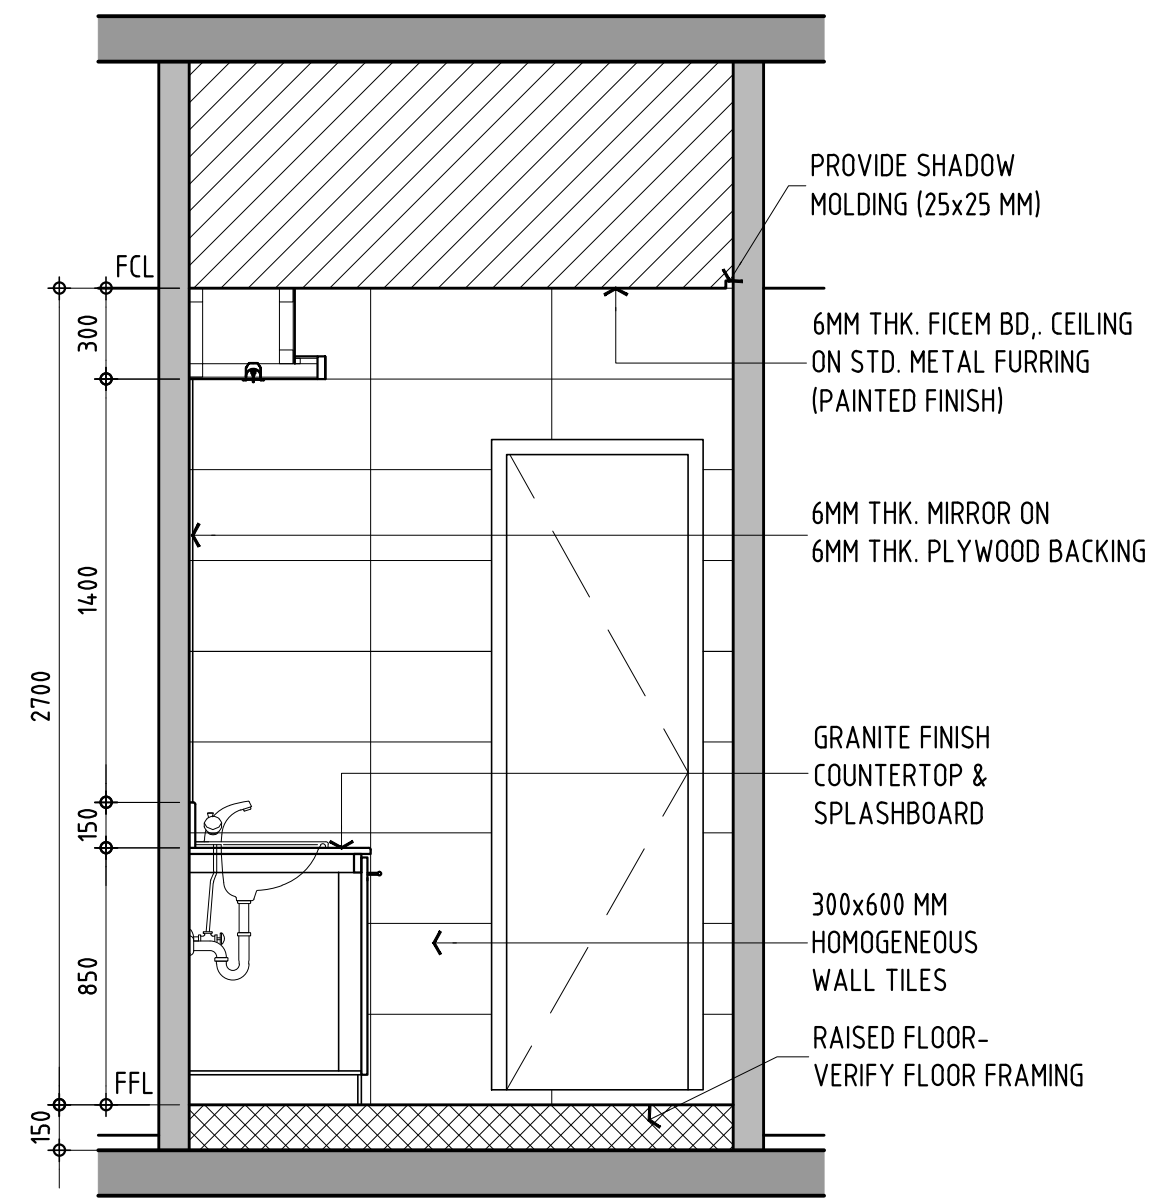 PROVIDE SHADOW
MOLDING (25x25 MM)
FCL
300
6MM THK. FICEM BD,. CEILING
ON STD. METAL FURRING
(PAINTED FINISH)
6MM THK. MIRROR ON
6MM THK. PLYWOOD BACKING
1400
2700
GRANITE FINISH
COUNTERTOP &
SPLASHBOARD
150
300x600 MM
HOMOGENEOUS
WALL TILES
850
RAISED FLOOR-
VERIFY FLOOR FRAMING
FFL
150